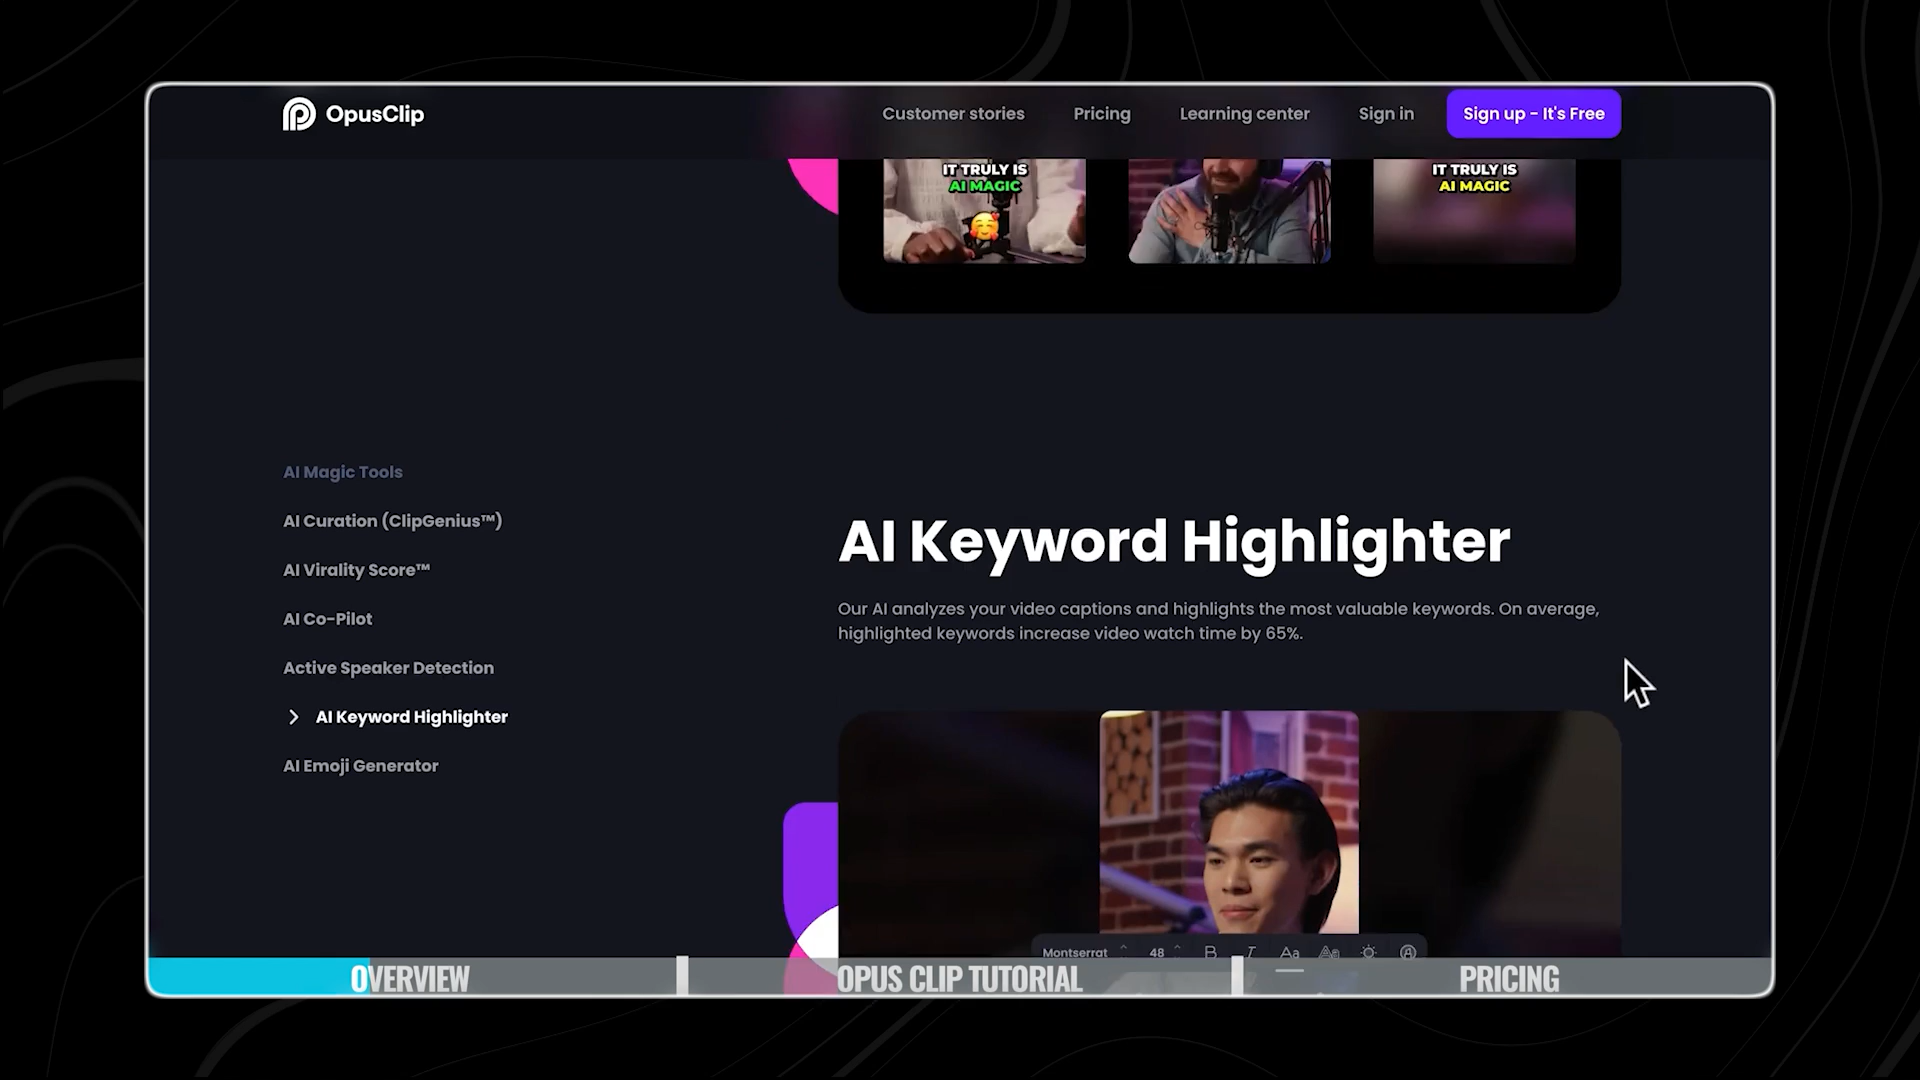 OpusClip
Customer stories
Pricing
Learning center
Sign in
Sign up - It's Free
IT TRULY IS
AI MAGIC
IT TRULY IS
AI MAGIC
AI Magic Tools
AI Curation (ClipGenius™)
AI Virality Score™
AI Co-Pilot
Active Speaker Detection
AI Keyword Highlighter
AI Emoji Generator
AI Keyword Highlighter
Our AI analyzes your video captions and highlights the most valuable keywords. On average,
highlighted keywords increase video watch time by 65%.
Montserrat 48 B I Aa Aa
OVERVIEW
OPUS CLIP TUTORIAL
PRICING